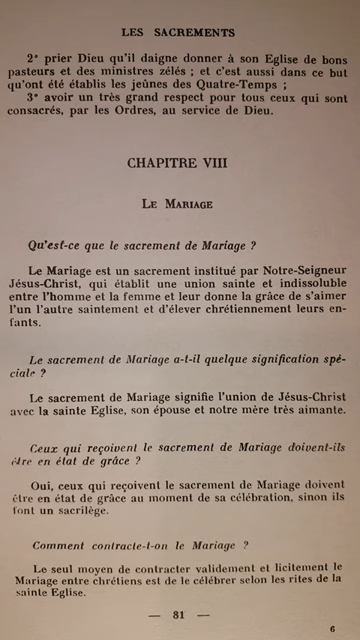 LES SACREMENTS
2° prier Dieu qu'il daigne donner à son Eglise de bons
pasteurs et des ministres zélés ; et c'est aussi dans ce but
qu'ont été établis les jeûnes des Quatre-Temps ;
3° avoir un très grand respect pour tous ceux qui sont
consacrés, par les Ordres, au service de Dieu.
CHAPITRE VIII
LE MARIAGE
Qu'est-ce que le sacrement de Mariage ?
Le Mariage est un sacrement institué par Notre-Seigneur
Jésus-Christ, qui établit une union sainte et indissoluble
entre l'homme et la femme et leur donne la grâce de s'aimer
l'un l'autre saintement et d'élever chrétiennement leurs en-
fants.
Le sacrement de Mariage a-t-il quelque signification spé-
ciale ?
Le sacrement de Mariage signifie l'union de Jésus-Christ
avec la sainte Eglise, son épouse et notre mère très aimante.
Ceux qui reçoivent le sacrement de Mariage doivent-ils
être en état de grâce ?
Oui, ceux qui reçoivent le sacrement de Mariage doivent
être en état de grâce au moment de sa célébration, sinon ils
font un sacrilège.
Comment contracte-t-on le Mariage ?
Le seul moyen de contracter validement et licitement le
Mariage entre chrétiens est de le célébrer selon les rites de la
sainte Eglise.
— 81 —
6